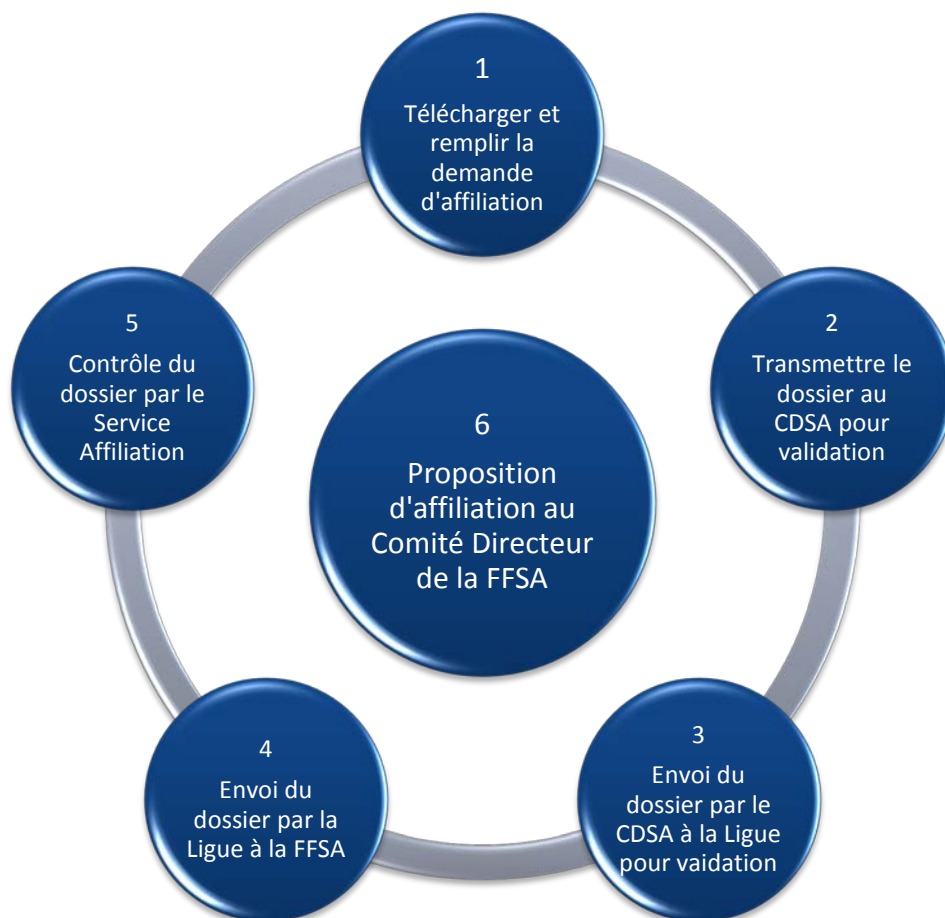 1
Télécharger et
remplir la
demande
d'affiliation
2
Transmettre le
dossier au
CDSA pour
validation
3
Envoi du
dossier par le
CDSA à la Ligue
pour vaidation
4
Envoi du
dossier par la
Ligue à la FFSA
5
Contrôle du
dossier par le
Service
Affiliation
6
Proposition
d'affiliation au
Comité Directeur
de la FFSA